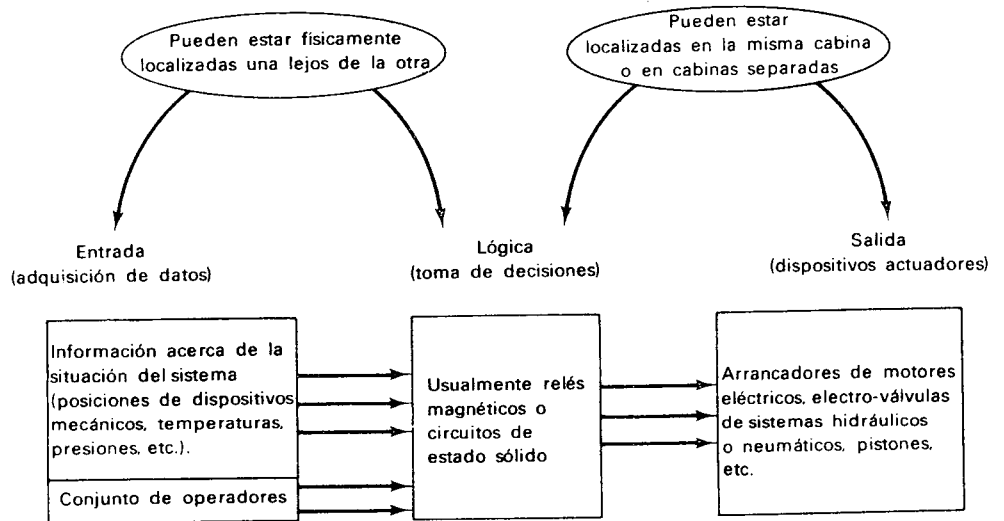 Pueden estar fisicamente
localizadas una lejos de la otra
Pueden estar
localizadas en la misma cabina
o en cabinas separadas
Entrada
(adquisición de datos)
Lógica
(toma de decisiones)
Salida
(dispositivos actuadores)
Información acerca de la
situación del sistema
(posiciones de dispositivos
mecánicos, temperaturas,
presiones, etc.).
Conjunto de operadores
Usualmente relés
magnéticos o
circuitos de
estado sólido
Arrancadores de motores
eléctricos, electro-válvulas
de sistemas hidráulicos
o neumáticos, pistones,
etc.